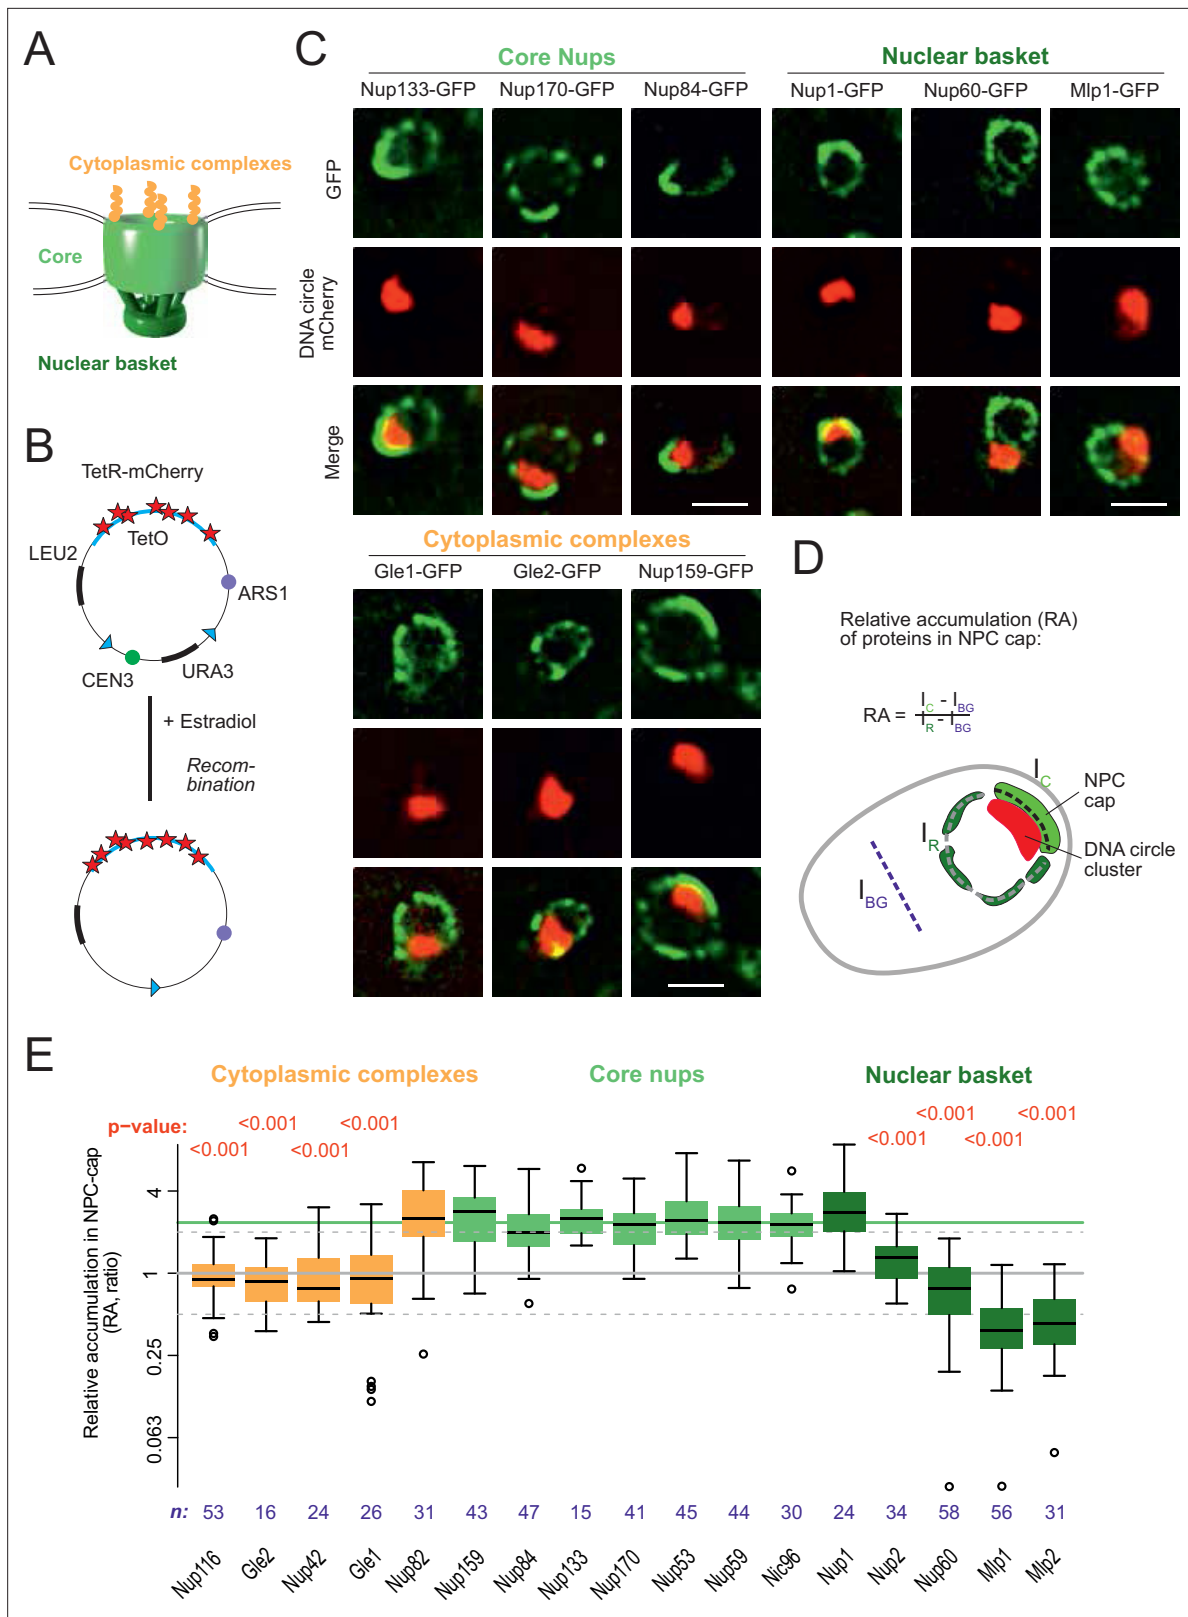 A
Cytoplasmic complexes
Core
Nuclear basket
B
TetR-mCherry
TetO
LEU2
ARS1
CEN3
URA3
+ Estradiol
Recom-
bination
C
Core Nups
Nuclear basket
Nup133-GFP Nup170-GFP Nup84-GFP Nup1-GFP Nup60-GFP Mlp1-GFP
GFP
DNA circle
mCherry
Merge
Cytoplasmic complexes
Gle1-GFP Gle2-GFP Nup159-GFP
D
Relative accumulation (RA)
of proteins in NPC cap:
RA = I_C - I_BG
I_R - I_BG
I_C
NPC
cap
I_R
DNA circle
cluster
I_BG
E
Cytoplasmic complexes Core nups Nuclear basket
p-value: <0.001 <0.001 <0.001 <0.001 <0.001 <0.001 <0.001 <0.001
Relative accumulation in NPC-cap
(RA, ratio)
4
1
0.25
0.063
n: 53 16 24 26 31 43 47 15 41 45 44 30 24 34 58 56 31
Nup116 Gle2 Nup42 Gle1 Nup82 Nup159 Nup84 Nup133 Nup170 Nup53 Nup59 Nic96 Nup1 Nup2 Nup60 Mlp1 Mlp2